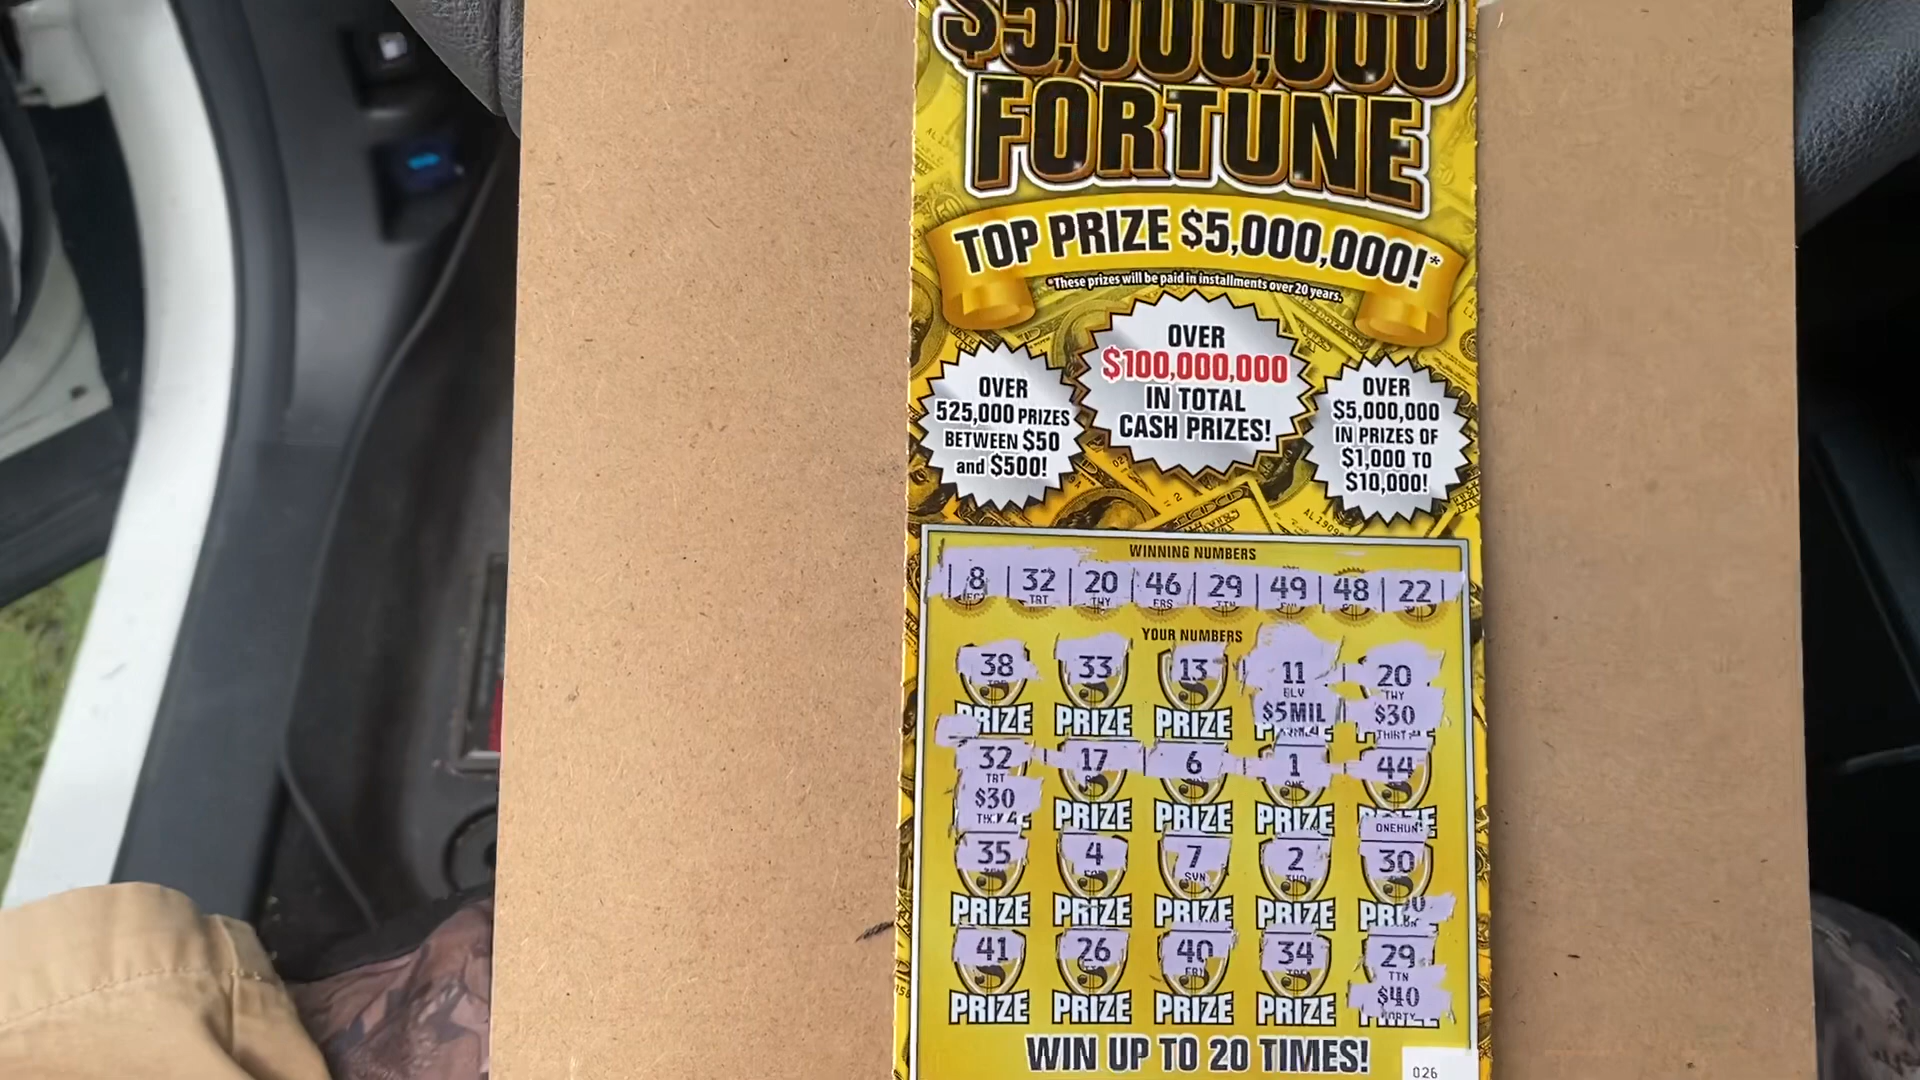 $5,000,000
FORTUNE
TOP PRIZE $5,000,000!*
*These prizes will be paid in installments over 20 years.
OVER
$100,000,000
IN TOTAL
CASH PRIZES!
OVER
525,000 PRIZES
BETWEEN $50
and $500!
OVER
$5,000,000
IN PRIZES OF
$1,000 TO
$10,000!
WINNING NUMBERS
8 32 20 46 29 49 48 22
TRT THY
YOUR NUMBERS
38 33 13 11 20
ELV THY
$5MIL $30
PRIZE PRIZE PRIZE
32 17 6 1 44
TRT
$30
PRIZE PRIZE PRIZE
ONEHUN
35 4 7 2 30
SVN
PRIZE PRIZE PRIZE PRIZE
41 26 40 34 29
TTN
$40
PRIZE PRIZE PRIZE PRIZE
WIN UP TO 20 TIMES!
026